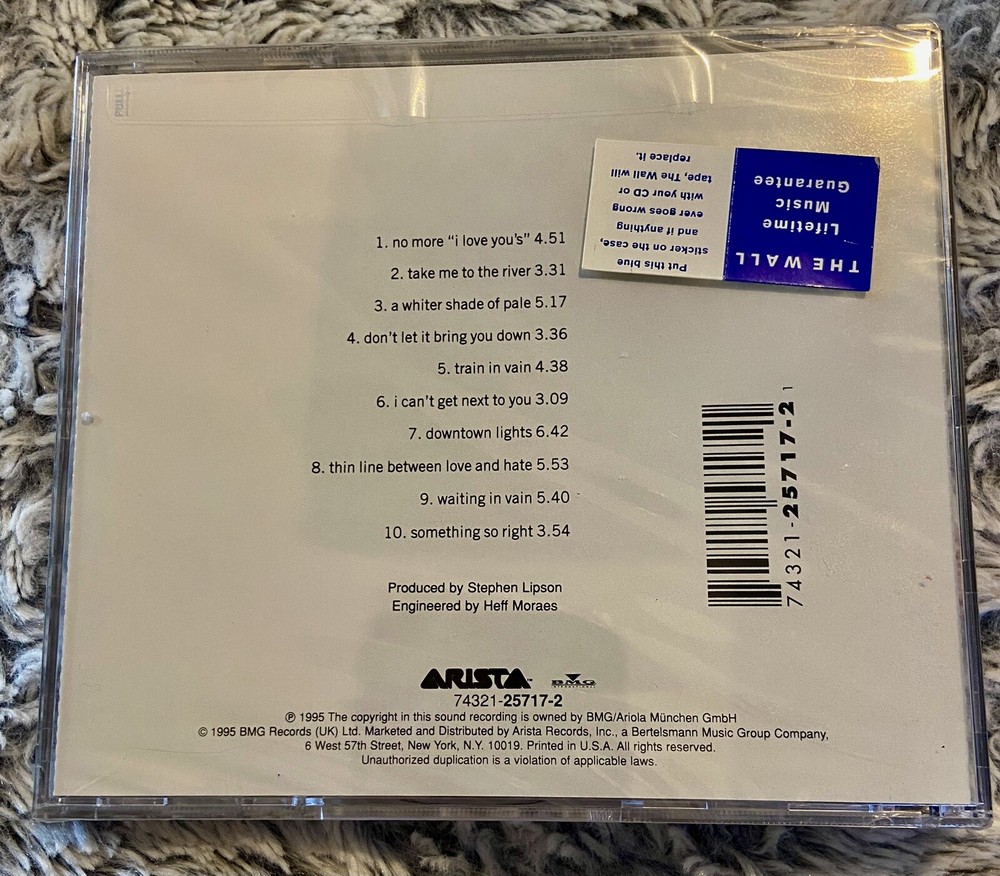 PULL
THE WALL
Lifetime
Music
Guarantee
Put this blue
sticker on the case,
and if anything
ever goes wrong
with your CD or
tape, The Wall will
replace it.
1. no more “i love you's” 4.51
2. take me to the river 3.31
3. a whiter shade of pale 5.17
4. don't let it bring you down 3.36
5. train in vain 4.38
6. i can't get next to you 3.09
7. downtown lights 6.42
8. thin line between love and hate 5.53
9. waiting in vain 5.40
10. something so right 3.54
74321-25717-2 1
Produced by Stephen Lipson
Engineered by Heff Moraes
ARISTA™ BMG
74321-25717-2
℗ 1995 The copyright in this sound recording is owned by BMG/Ariola München GmbH
© 1995 BMG Records (UK) Ltd. Marketed and Distributed by Arista Records, Inc., a Bertelsmann Music Group Company,
6 West 57th Street, New York, N.Y. 10019. Printed in U.S.A. All rights reserved.
Unauthorized duplication is a violation of applicable laws.